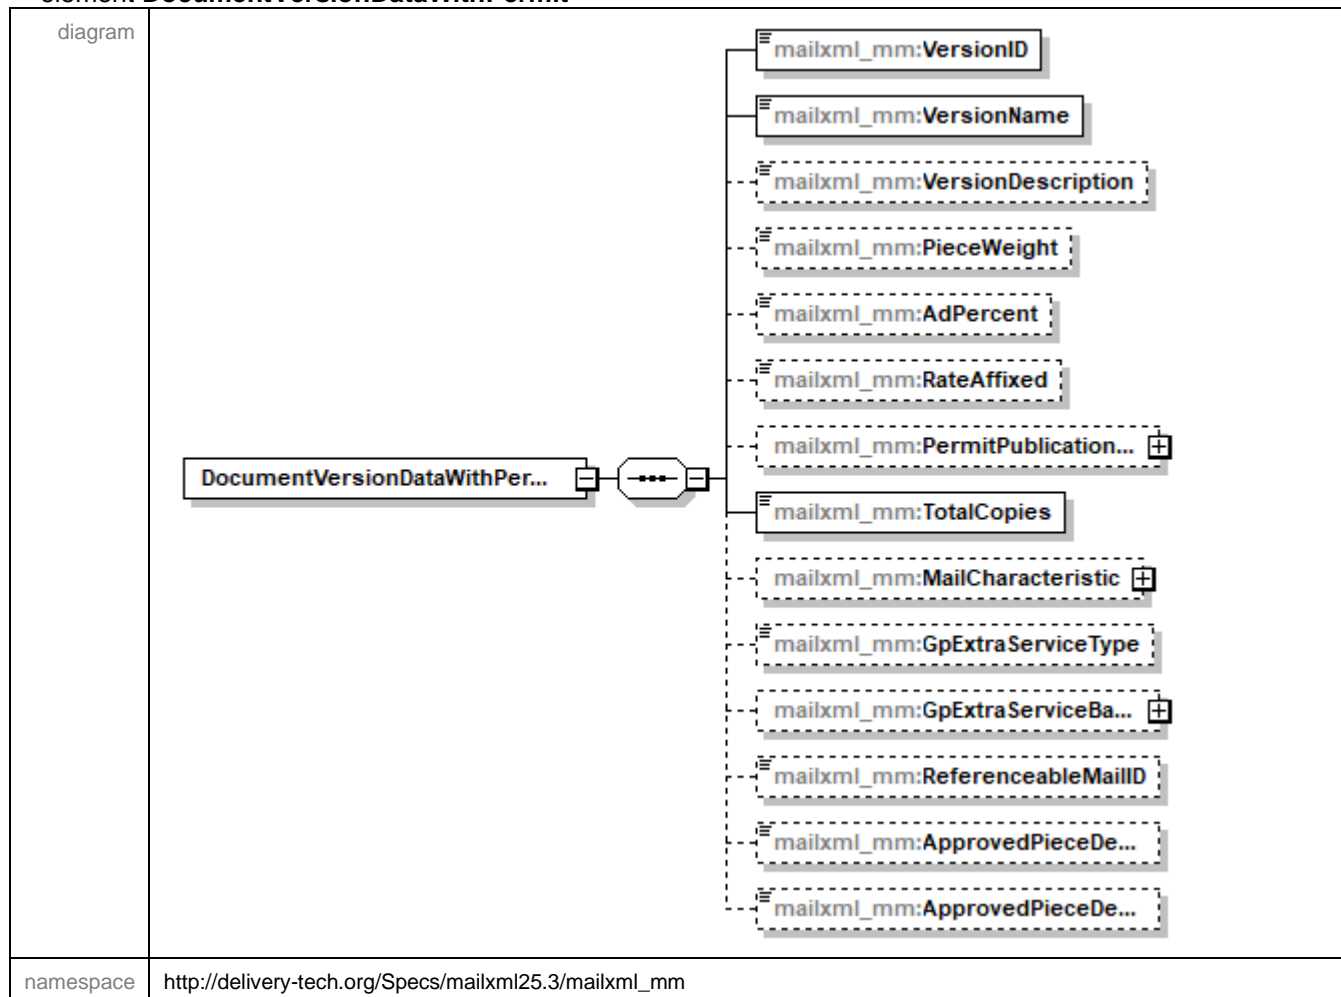 element DocumentVersionDataWithPermit
diagram
mailxml_mm:VersionID
mailxml_mm:VersionName
mailxml_mm:VersionDescription
mailxml_mm:PieceWeight
mailxml_mm:AdPercent
mailxml_mm:RateAffixed
mailxml_mm:PermitPublication...
DocumentVersionDataWithPer...
mailxml_mm:TotalCopies
mailxml_mm:MailCharacteristic
mailxml_mm:GpExtraServiceType
mailxml_mm:GpExtraServiceBa...
mailxml_mm:ReferenceableMailID
mailxml_mm:ApprovedPieceDe...
mailxml_mm:ApprovedPieceDe...
namespace http://delivery-tech.org/Specs/mailxml25.3/mailxml_mm